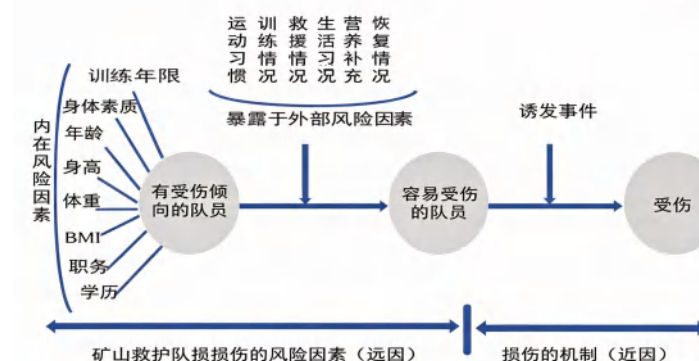 运动习惯
训练情况
救援情况
生活习况
营养补充
恢复情况
暴露于外部风险因素
诱发事件
内在风险因素
训练年限
身体素质
年龄
身高
体重
BMI
职务
学历
有受伤倾
向的队员
容易受伤
的队员
受伤
矿山救护队损损伤的风险因素（远因）
损伤的机制（近因）